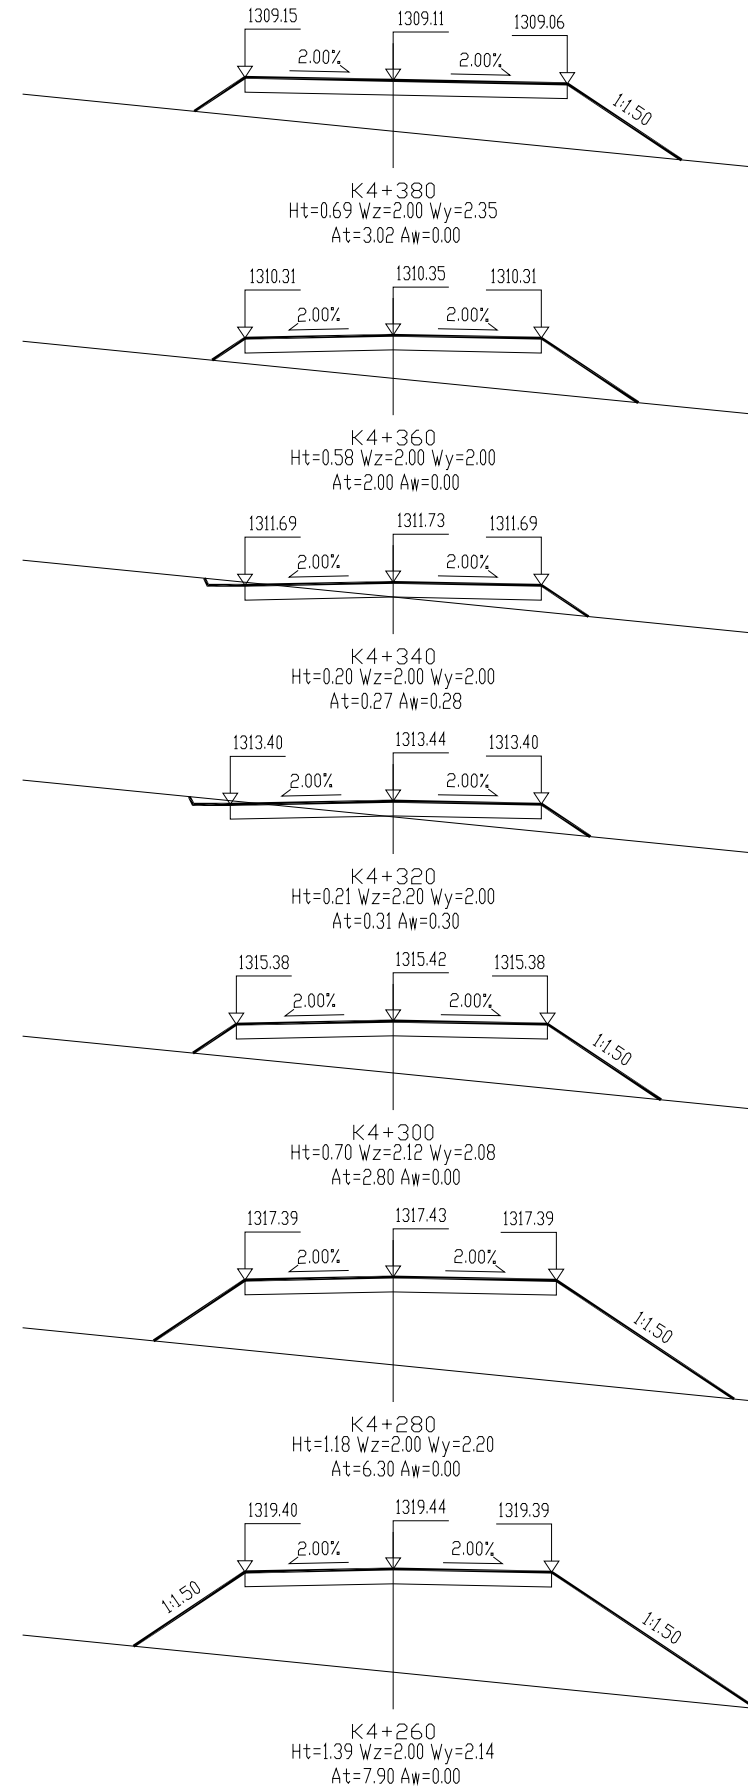 1309.15 1309.11 1309.06
2.00% 2.00%
1:1.50
K4+380
Ht=0.69 Wz=2.00 Wy=2.35
At=3.02 Aw=0.00
1310.31 1310.35 1310.31
2.00% 2.00%
K4+360
Ht=0.58 Wz=2.00 Wy=2.00
At=2.00 Aw=0.00
1311.69 1311.73 1311.69
2.00% 2.00%
K4+340
Ht=0.20 Wz=2.00 Wy=2.00
At=0.27 Aw=0.28
1313.40 1313.44 1313.40
2.00% 2.00%
K4+320
Ht=0.21 Wz=2.20 Wy=2.00
At=0.31 Aw=0.30
1315.38 1315.42 1315.38
2.00% 2.00%
1:1.50
K4+300
Ht=0.70 Wz=2.12 Wy=2.08
At=2.80 Aw=0.00
1317.39 1317.43 1317.39
2.00% 2.00%
1:1.50
K4+280
Ht=1.18 Wz=2.00 Wy=2.20
At=6.30 Aw=0.00
1319.40 1319.44 1319.39
2.00% 2.00%
1:1.50 1:1.50
K4+260
Ht=1.39 Wz=2.00 Wy=2.14
At=7.90 Aw=0.00